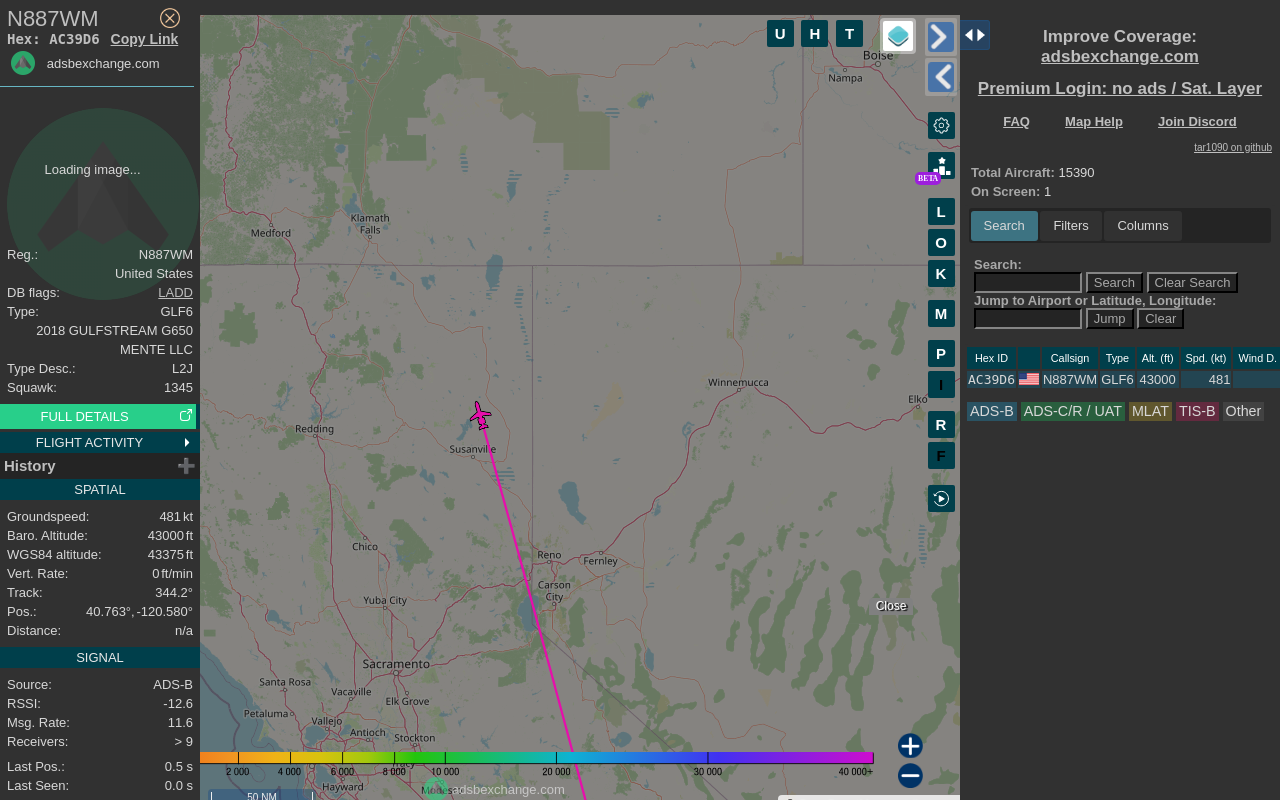 N887WM
Hex: AC39D6 Copy Link
adsbexchange.com
Loading image...
Reg.: N887WM
United States
DB flags: LADD
Type: GLF6
2018 GULFSTREAM G650
MENTE LLC
Type Desc.: L2J
Squawk: 1345
FULL DETAILS
FLIGHT ACTIVITY
History
SPATIAL
Groundspeed: 481 kt
Baro. Altitude: 43000 ft
WGS84 altitude: 43375 ft
Vert. Rate: 0 ft/min
Track: 344.2°
Pos.: 40.763°, -120.580°
Distance: n/a
SIGNAL
Source: ADS-B
RSSI: -12.6
Msg. Rate: 11.6
Receivers: > 9
Last Pos.: 0.5 s
Last Seen: 0.0 s
U H T
Boise
Nampa
BETA
L
O
K
M
P
I
R
F
Medford
Klamath
Falls
Winnemucca
Elko
Redding
Susanville
Chico
Reno
Fernley
Carson
City
Yuba City
Close
Sacramento
Santa Rosa
Vacaville
Elk Grove
Petaluma
Vallejo
Antioch
Stockton
Hayward
2 000 4 000 6 000 8 000 10 000 20 000 30 000 40 000+
adsbexchange.com
50 NM
Improve Coverage:
adsbexchange.com
Premium Login: no ads / Sat. Layer
FAQ Map Help Join Discord
tar1090 on github
Total Aircraft: 15390
On Screen: 1
Search Filters Columns
Search:
Search Clear Search
Jump to Airport or Latitude, Longitude:
Jump Clear
Hex ID Callsign Type Alt. (ft) Spd. (kt) Wind D.
AC39D6 N887WM GLF6 43000 481
ADS-B ADS-C/R / UAT MLAT TIS-B Other